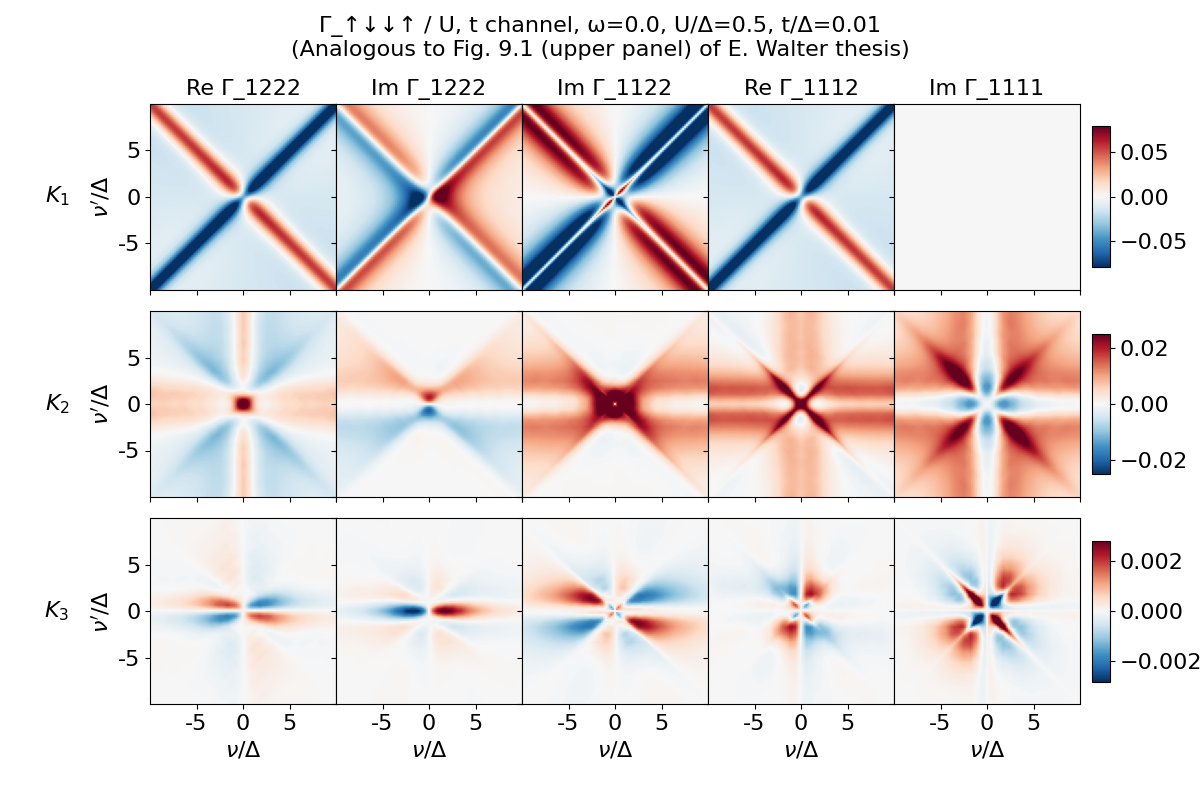 Γ_↑↓↓↑ / U, t channel, ω=0.0, U/Δ=0.5, t/Δ=0.01
(Analogous to Fig. 9.1 (upper panel) of E. Walter thesis)
Re Γ_1222 Im Γ_1222 Im Γ_1122 Re Γ_1112 Im Γ_1111
K₁
ν′/Δ
5
0
-5
0.05
0.00
−0.05
K₂
ν′/Δ
5
0
-5
0.02
0.00
−0.02
K₃
ν′/Δ
5
0
-5
0.002
0.000
−0.002
-5 0 5 -5 0 5 -5 0 5 -5 0 5 -5 0 5
ν/Δ ν/Δ ν/Δ ν/Δ ν/Δ